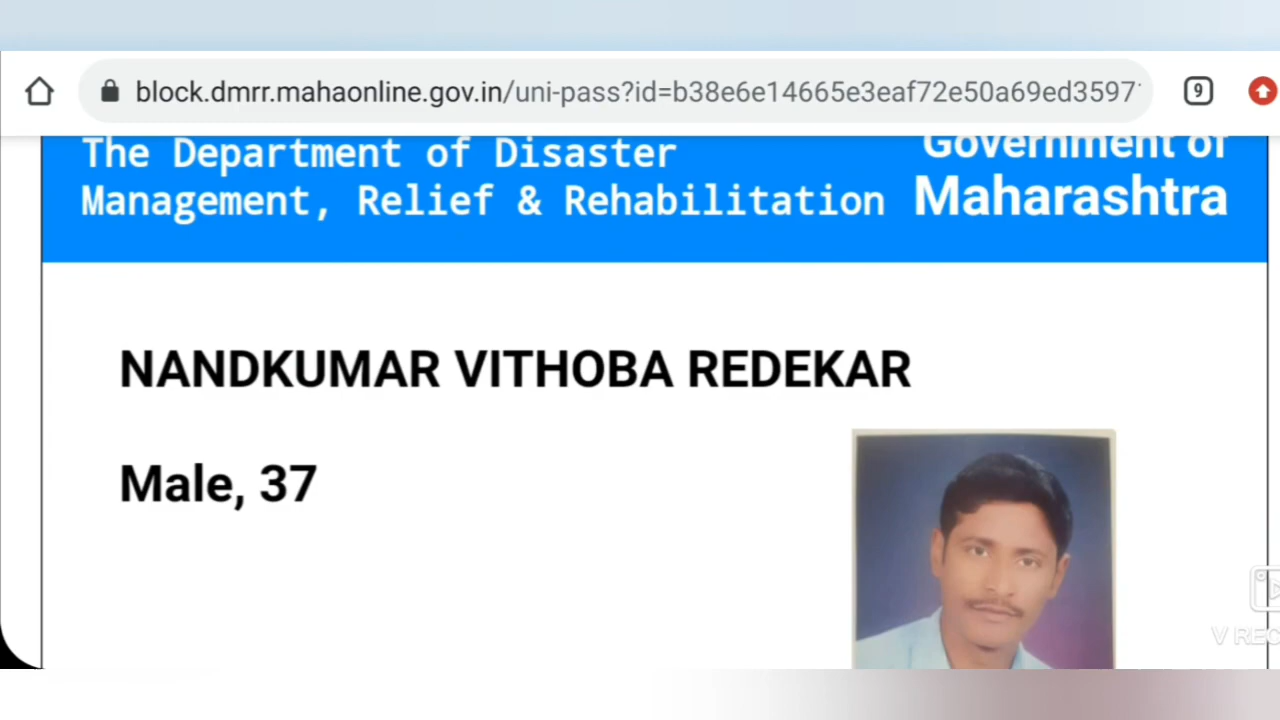 block.dmrr.mahaonline.gov.in/uni-pass?id=b38e6e14665e3eaf72e50a69ed3597
9
The Department of Disaster
Management, Relief & Rehabilitation
Government of
Maharashtra
NANDKUMAR VITHOBA REDEKAR
Male, 37
V REC